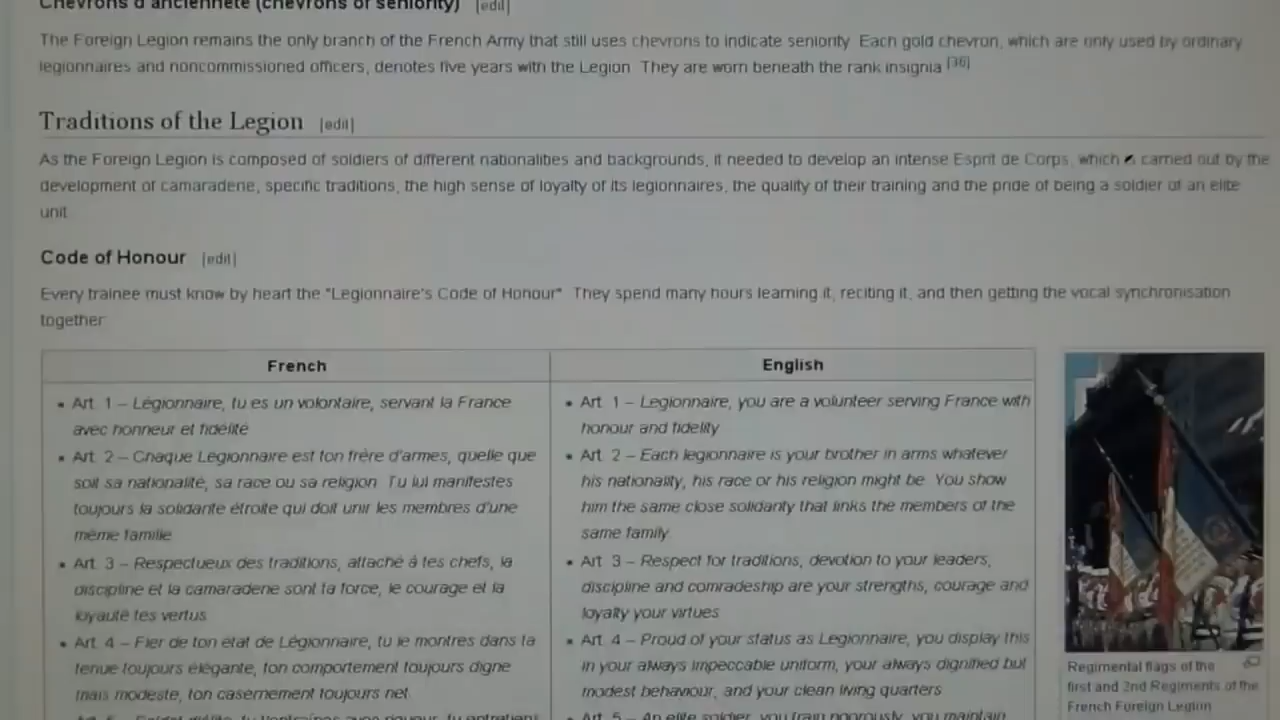 Chevrons d'ancienneté (chevrons of seniority) [edit]
The Foreign Legion remains the only branch of the French Army that still uses chevrons to indicate seniority. Each gold chevron, which are only used by ordinary
legionnaires and noncommissioned officers, denotes five years with the Legion. They are worn beneath the rank insignia.[36]
Traditions of the Legion [edit]
As the Foreign Legion is composed of soldiers of different nationalities and backgrounds, it needed to develop an intense Esprit de Corps, which carried out by the
development of camaraderie, specific traditions, the high sense of loyalty of its legionnaires, the quality of their training and the pride of being a soldier of an elite
unit.
Code of Honour [edit]
Every trainee must know by heart the "Legionnaire's Code of Honour". They spend many hours learning it, reciting it, and then getting the vocal synchronisation
together:
French
English
• Art. 1 – Légionnaire, tu es un volontaire, servant la France
avec honneur et fidélité.
• Art. 2 – Chaque Légionnaire est ton frère d'armes, quelle que
soit sa nationalité, sa race ou sa religion. Tu lui manifestes
toujours la solidarité étroite qui doit unir les membres d'une
même famille.
• Art. 3 – Respectueux des traditions, attaché à tes chefs, la
discipline et la camaraderie sont ta force, le courage et la
loyauté tes vertus.
• Art. 4 – Fier de ton état de Légionnaire, tu le montres dans ta
tenue toujours élégante, ton comportement toujours digne
mais modeste, ton casernement toujours net.
• Art. 1 – Legionnaire, you are a volunteer serving France with
honour and fidelity.
• Art. 2 – Each legionnaire is your brother in arms whatever
his nationality, his race or his religion might be. You show
him the same close solidarity that links the members of the
same family.
• Art. 3 – Respect for traditions, devotion to your leaders,
discipline and comradeship are your strengths, courage and
loyalty your virtues.
• Art. 4 – Proud of your status as Legionnaire, you display this
in your always impeccable uniform, your always dignified but
modest behaviour, and your clean living quarters.
• Art. 5 – An elite soldier, you train rigorously, you maintain
Regimental flags of the
first and 2nd Regiments of the
French Foreign Legion